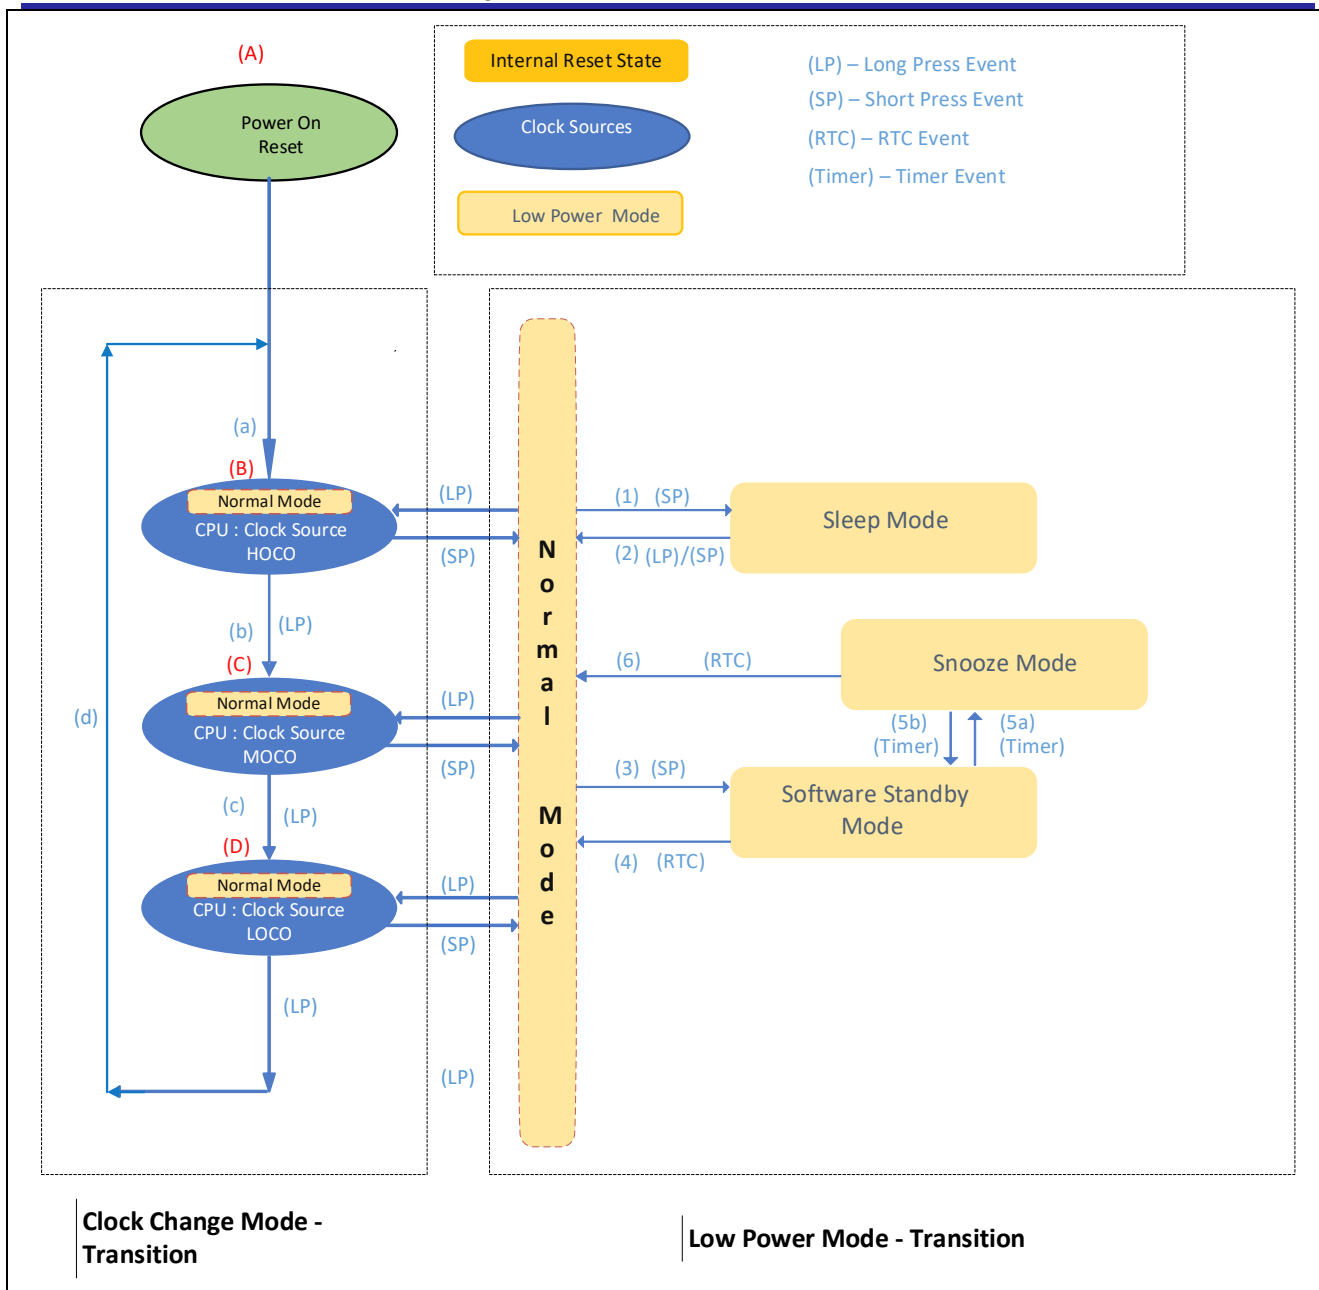 (A)
Power On
Reset
Internal Reset State
Clock Sources
Low Power Mode
(LP) – Long Press Event
(SP) – Short Press Event
(RTC) – RTC Event
(Timer) – Timer Event
(a)
(B)
Normal Mode
CPU : Clock Source
HOCO
(LP)
(SP)
(b)
(LP)
(C)
Normal Mode
CPU : Clock Source
MOCO
(LP)
(SP)
(d)
(c)
(LP)
(D)
Normal Mode
CPU : Clock Source
LOCO
(LP)
(SP)
(LP)
(LP)
Normal Mode
(1) (SP)
(2) (LP)/(SP)
Sleep Mode
(6) (RTC)
Snooze Mode
(5b)
(Timer)
(5a)
(Timer)
(3) (SP)
(4) (RTC)
Software Standby
Mode
Clock Change Mode -
Transition
Low Power Mode - Transition